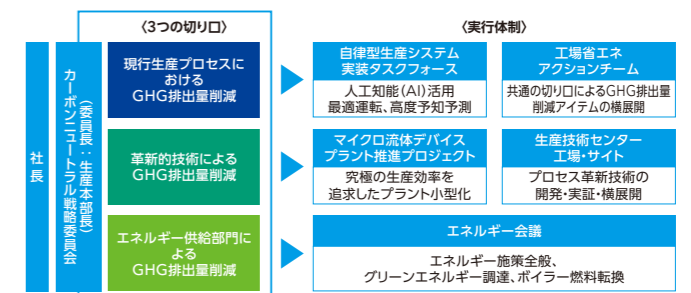 〈3つの切り口〉
〈実行体制〉
社長
カーボンニュートラル戦略委員会
（委員長：生産本部長）
現行生産プロセスに
おける
GHG排出量削減
自律型生産システム
実装タスクフォース
人工知能（AI）活用
最適運転、高度予知予測
工場省エネ
アクションチーム
共通の切り口によるGHG排出量
削減アイテムの横展開
革新的技術による
GHG排出量削減
マイクロ流体デバイス
プラント推進プロジェクト
究極の生産効率を
追求したプラント小型化
生産技術センター
工場・サイト
プロセス革新技術の
開発・実証・横展開
エネルギー供給部門に
よる
GHG排出量削減
エネルギー会議
エネルギー施策全般、
グリーンエネルギー調達、ボイラー燃料転換